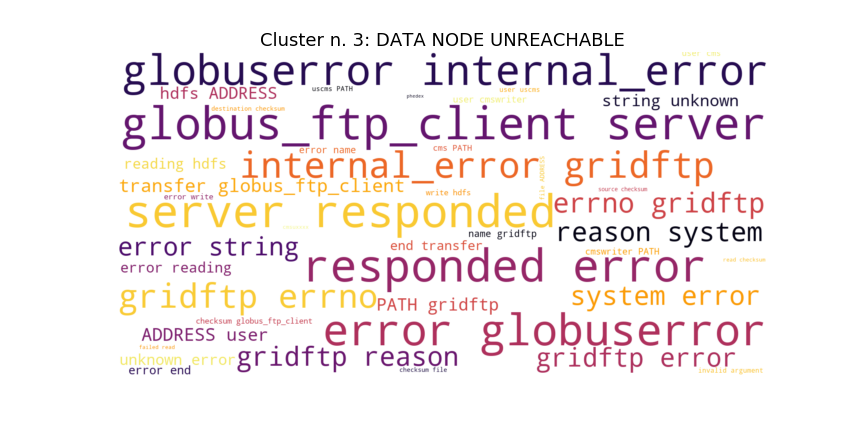 Cluster n. 3: DATA NODE UNREACHABLE
user cms
globuserror internal_error
uscms PATH
user uscms
hdfs ADDRESS
phedex
user cmswriter
string unknown
destination checksum
globus_ftp_client server
error name
cms PATH
reading hdfs
internal_error gridftp
file ADDRESS
transfer globus_ftp_client
source checksum
error write
write hdfs
server responded
errno gridftp
name gridftp
reason system
error string
end transfer
cmswriter PATH
error reading
responded error
read checksum
gridftp errno
PATH gridftp
system error
checksum globus_ftp_client
ADDRESS user
error globuserror
failed read
unknown error
gridftp reason
gridftp error
error end
checksum file
invalid argument